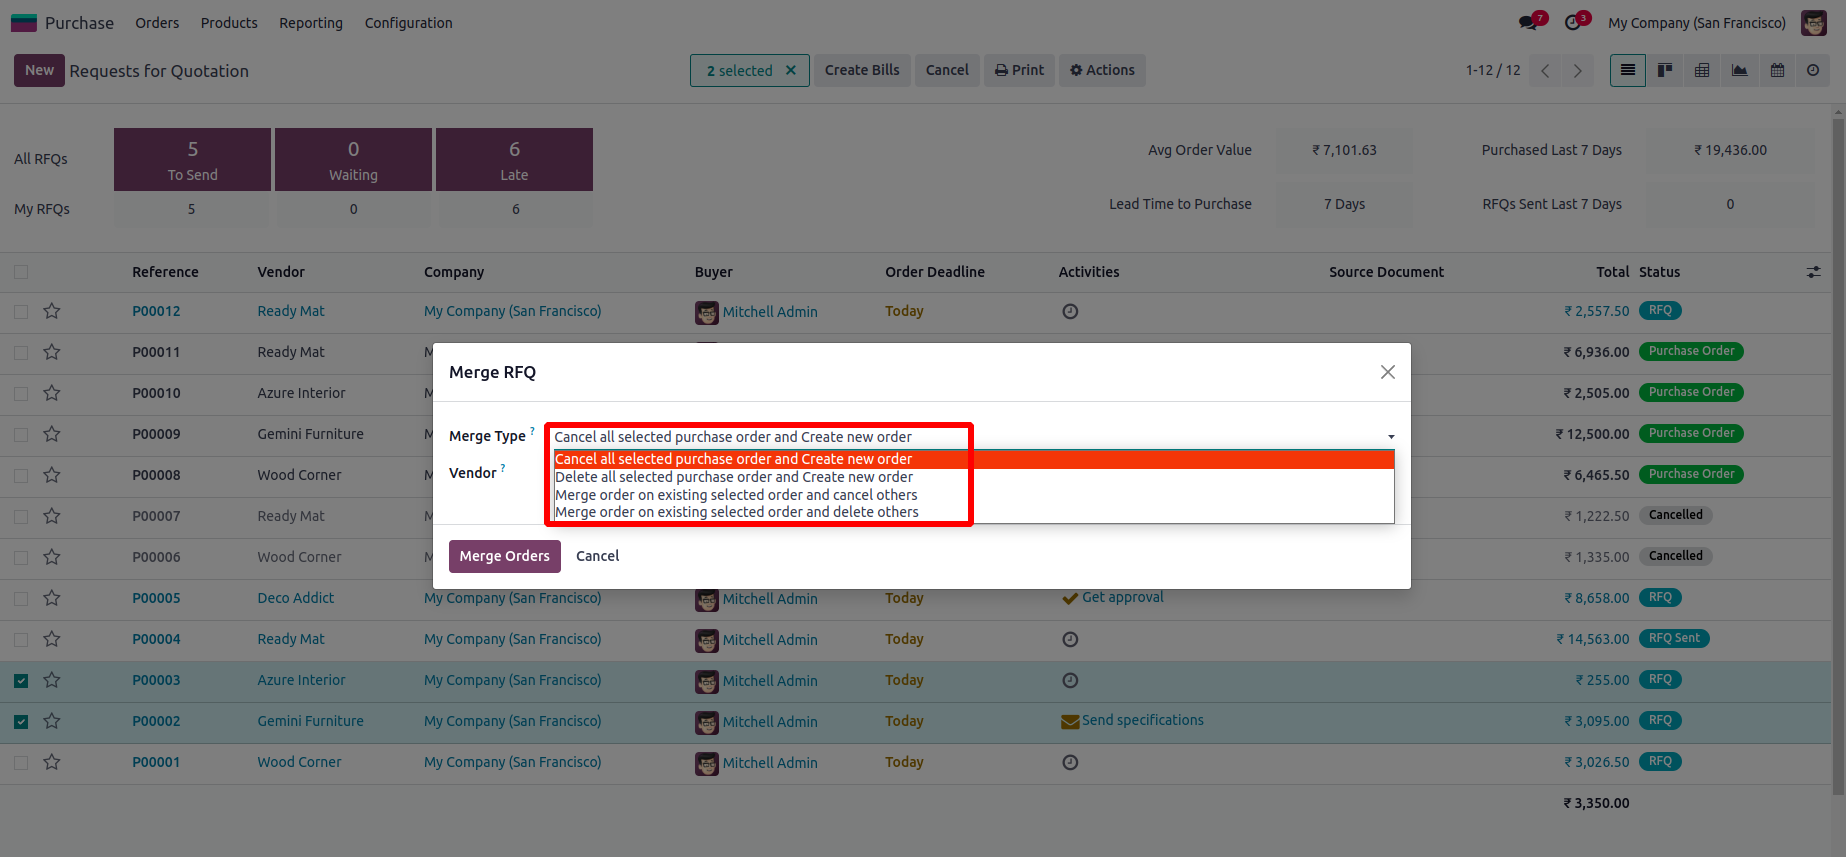 Purchase Orders Products Reporting Configuration 7 3 My Company (San Francisco)
New Requests for Quotation 2 selected × Create Bills Cancel Print Actions 1-12 / 12
All RFQs 5 To Send 0 Waiting 6 Late Avg Order Value ₹ 7,101.63 Purchased Last 7 Days ₹ 19,436.00
My RFQs 5 0 6 Lead Time to Purchase 7 Days RFQs Sent Last 7 Days 0
Reference Vendor Company Buyer Order Deadline Activities Source Document Total Status
P00012 Ready Mat My Company (San Francisco) Mitchell Admin Today ₹ 2,557.50 RFQ
P00011 Ready Mat ₹ 6,936.00 Purchase Order
P00010 Azure Interior ₹ 2,505.00 Purchase Order
P00009 Gemini Furniture ₹ 12,500.00 Purchase Order
P00008 Wood Corner ₹ 6,465.50 Purchase Order
P00007 Ready Mat ₹ 1,222.50 Cancelled
P00006 Wood Corner ₹ 1,335.00 Cancelled
Merge RFQ
Merge Type ? Cancel all selected purchase order and Create new order
Cancel all selected purchase order and Create new order
Vendor ? Delete all selected purchase order and Create new order
Merge order on existing selected order and cancel others
Merge order on existing selected order and delete others
Merge Orders Cancel
P00005 Deco Addict My Company (San Francisco) Mitchell Admin Today Get approval ₹ 8,658.00 RFQ
P00004 Ready Mat My Company (San Francisco) Mitchell Admin Today ₹ 14,563.00 RFQ Sent
P00003 Azure Interior My Company (San Francisco) Mitchell Admin Today ₹ 255.00 RFQ
P00002 Gemini Furniture My Company (San Francisco) Mitchell Admin Today Send specifications ₹ 3,095.00 RFQ
P00001 Wood Corner My Company (San Francisco) Mitchell Admin Today ₹ 3,026.50 RFQ
₹ 3,350.00